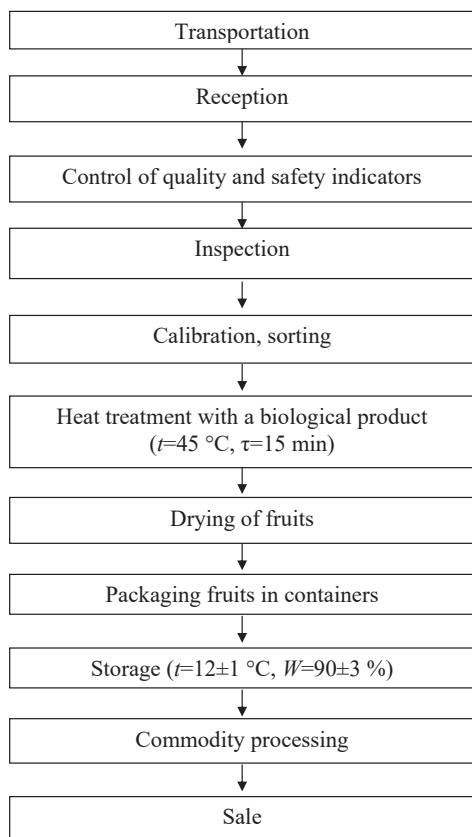 Transportation
Reception
Control of quality and safety indicators
Inspection
Calibration, sorting
Heat treatment with a biological product
(t=45 °C, τ=15 min)
Drying of fruits
Packaging fruits in containers
Storage (t=12±1 °C, W=90±3 %)
Commodity processing
Sale